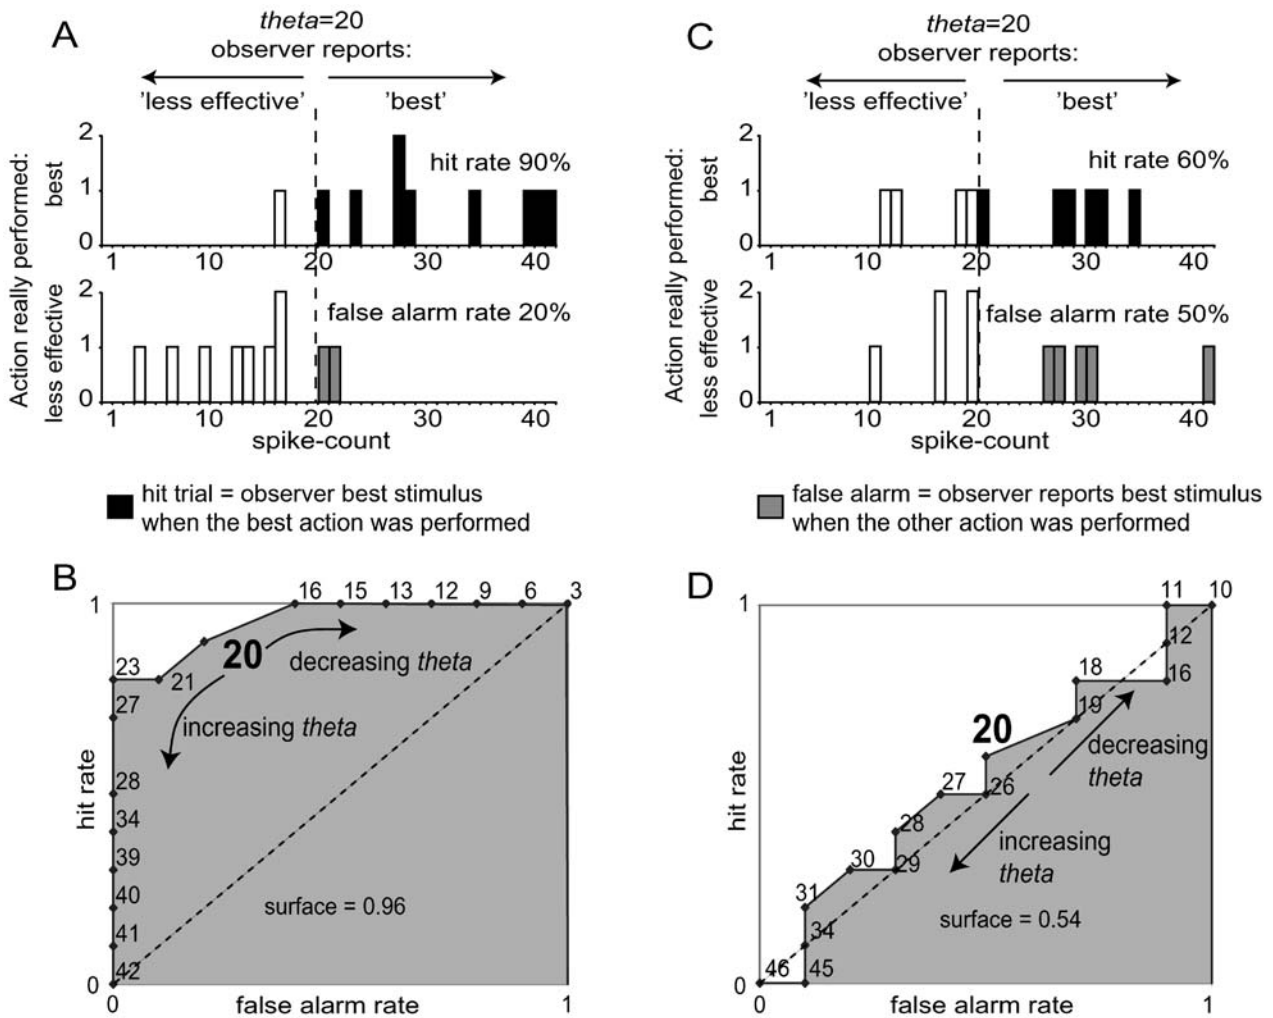 A
theta=20
observer reports:
'less effective' 'best'
Action really performed:
best
2
1
0
hit rate 90%
1 10 20 30 40
less effective
2
1
0
false alarm rate 20%
1 10 20 30 40
spike-count
C
theta=20
observer reports:
'less effective' 'best'
Action really performed:
best
2
1
0
hit rate 60%
1 10 20 30 40
less effective
2
1
0
false alarm rate 50%
1 10 20 30 40
spike-count
hit trial = observer best stimulus
when the best action was performed
false alarm = observer reports best stimulus
when the other action was performed
B
1
16 15 13 12 9 6 3
20
decreasing theta
23
21
27
increasing theta
28
hit rate
34
39
40
surface = 0.96
41
42
0
0 1
false alarm rate
D
11 10
1
12
18 16
19
20
decreasing
theta
27 26
hit rate
28
increasing
theta
30 29
31
surface = 0.54
34
46 45
0
0 1
false alarm rate